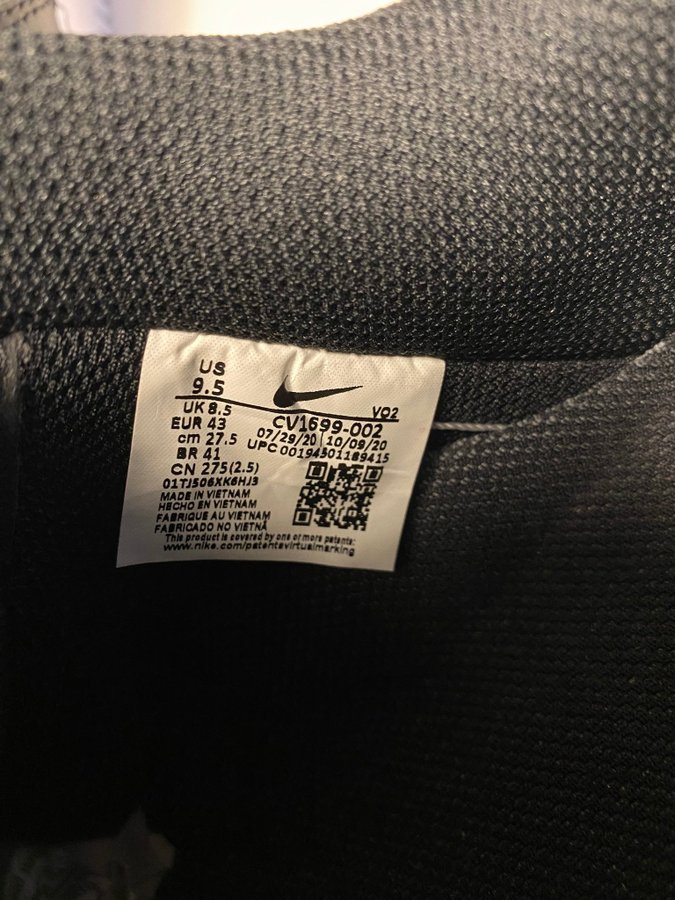 US
9.5
UK 8.5
VO2
EUR 43
CV1699-002
cm 27.5
07/29/20 10/09/20
BR 41
UPC 00194501189415
CN 275(2.5)
01TJS06XK6HJ3
MADE IN VIETNAM
HECHO EN VIETNAM
FABRIQUE AU VIETNAM
FABRICADO NO VIETNÃ
This product is covered by one or more patents:
www.nike.com/patentsvirtualmarking